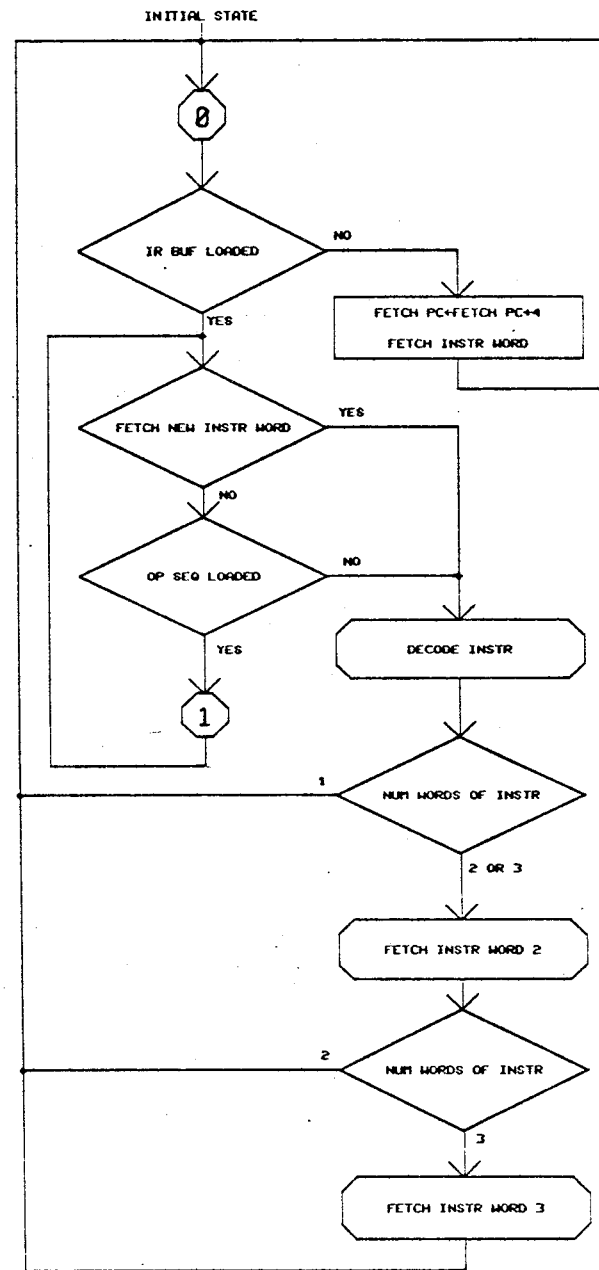 INITIAL STATE
0
IR BUF LOADED
NO
YES
FETCH PC←FETCH PC+4
FETCH INSTR WORD
FETCH NEW INSTR WORD
YES
NO
OP SEQ LOADED
NO
YES
DECODE INSTR
1
NUM WORDS OF INSTR
1
2 OR 3
FETCH INSTR WORD 2
NUM WORDS OF INSTR
2
3
FETCH INSTR WORD 3